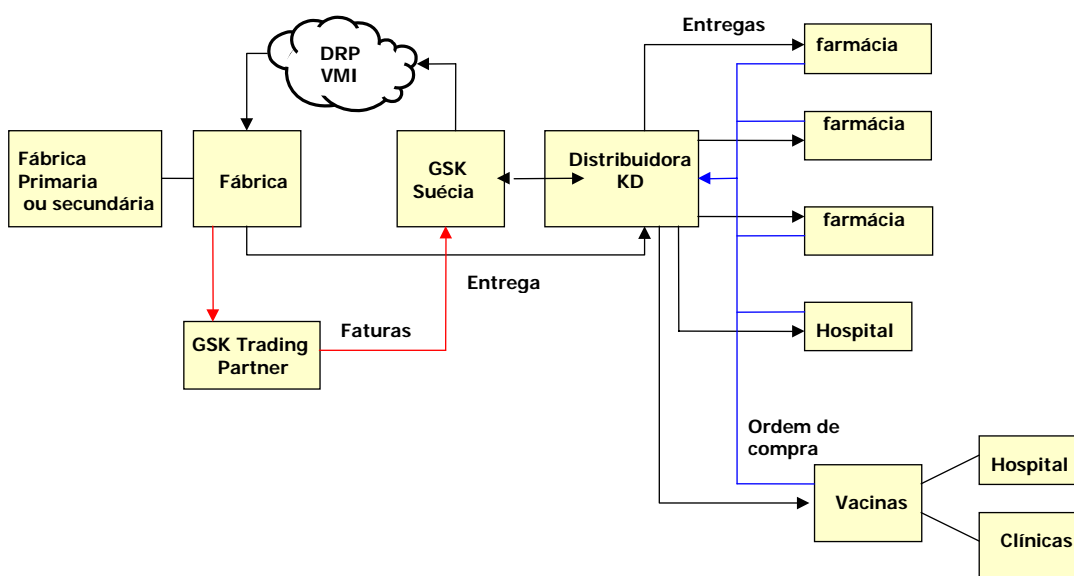 Entregas
farmácia
DRP
VMI
farmácia
Fábrica
Primaria
ou secundária
Fábrica
GSK
Suécia
Distribuidora
KD
farmácia
Entrega
Faturas
GSK Trading
Partner
Hospital
Ordem de
compra
Hospital
Vacinas
Clínicas